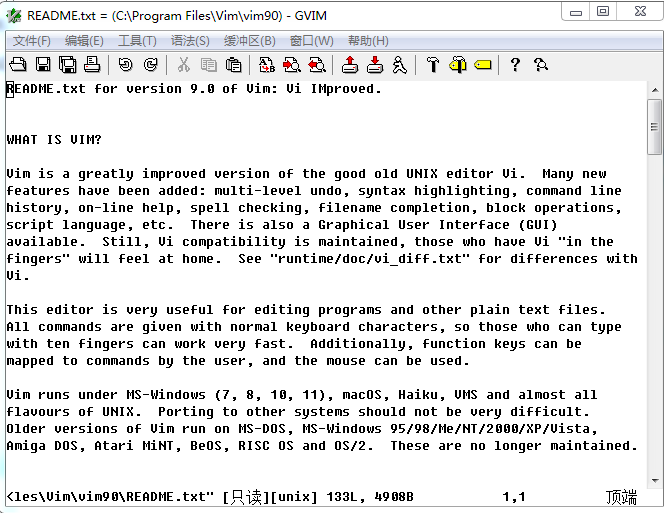 README.txt = (C:\Program Files\Vim\vim90) - GVIM
文件(F) 编辑(E) 工具(T) 语法(S) 缓冲区(B) 窗口(W) 帮助(H)
README.txt for version 9.0 of Vim: Vi IMproved.
WHAT IS VIM?
Vim is a greatly improved version of the good old UNIX editor Vi.  Many new
features have been added: multi-level undo, syntax highlighting, command line
history, on-line help, spell checking, filename completion, block operations,
script language, etc.  There is also a Graphical User Interface (GUI)
available.  Still, Vi compatibility is maintained, those who have Vi "in the
fingers" will feel at home.  See "runtime/doc/vi_diff.txt" for differences with
Vi.
This editor is very useful for editing programs and other plain text files.
All commands are given with normal keyboard characters, so those who can type
with ten fingers can work very fast.  Additionally, function keys can be
mapped to commands by the user, and the mouse can be used.
Vim runs under MS-Windows (7, 8, 10, 11), macOS, Haiku, VMS and almost all
flavours of UNIX.  Porting to other systems should not be very difficult.
Older versions of Vim run on MS-DOS, MS-Windows 95/98/Me/NT/2000/XP/Vista,
Amiga DOS, Atari MiNT, BeOS, RISC OS and OS/2.  These are no longer maintained.
<les\Vim\vim90\README.txt" [只读][unix] 133L, 4908B 1,1 顶端